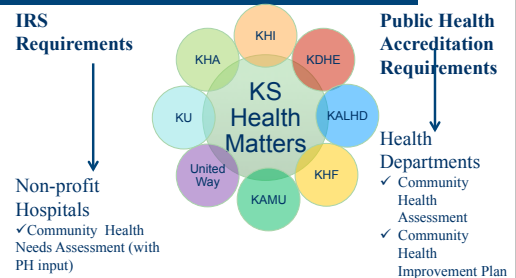 IRS
Requirements
Non-profit
Hospitals
✓Community Health
Needs Assessment (with
PH input)
KHI
KHA
KDHE
KU
KS
Health
Matters
KALHD
United
Way
KHF
KAMU
Public Health
Accreditation
Requirements
Health
Departments
✓ Community
Health
Assessment
✓ Community
Health
Improvement Plan